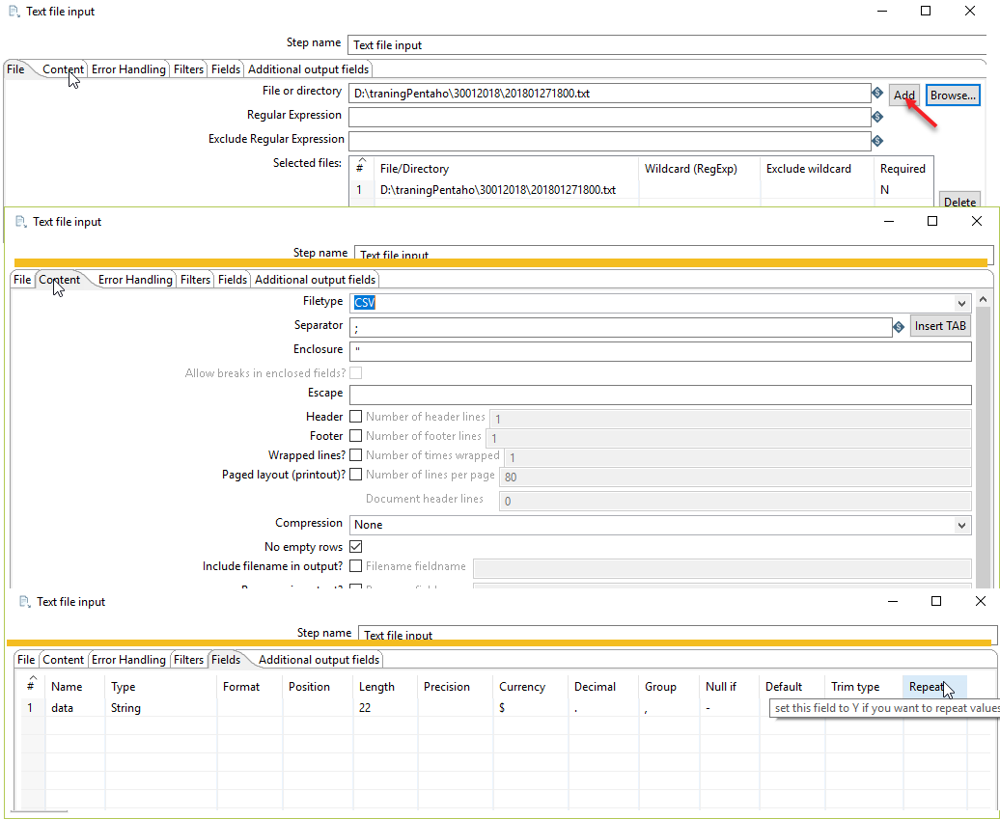 Text file input
Step name Text file input
File Content Error Handling Filters Fields Additional output fields
File or directory D:\traningPentaho\30012018\201801271800.txt Add Browse...
Regular Expression
Exclude Regular Expression
Selected files: # File/Directory Wildcard (RegExp) Exclude wildcard Required
1 D:\traningPentaho\30012018\201801271800.txt N
Delete
Text file input
Step name Text file input
File Content Error Handling Filters Fields Additional output fields
Filetype CSV
Separator ; Insert TAB
Enclosure "
Allow breaks in enclosed fields?
Escape
Header Number of header lines 1
Footer Number of footer lines 1
Wrapped lines? Number of times wrapped 1
Paged layout (printout)? Number of lines per page 80
Document header lines 0
Compression None
No empty rows
Include filename in output? Filename fieldname
Text file input
Step name Text file input
File Content Error Handling Filters Fields Additional output fields
# Name Type Format Position Length Precision Currency Decimal Group Null if Default Trim type Repeat
1 data String 22 $ . , -
set this field to Y if you want to repeat values